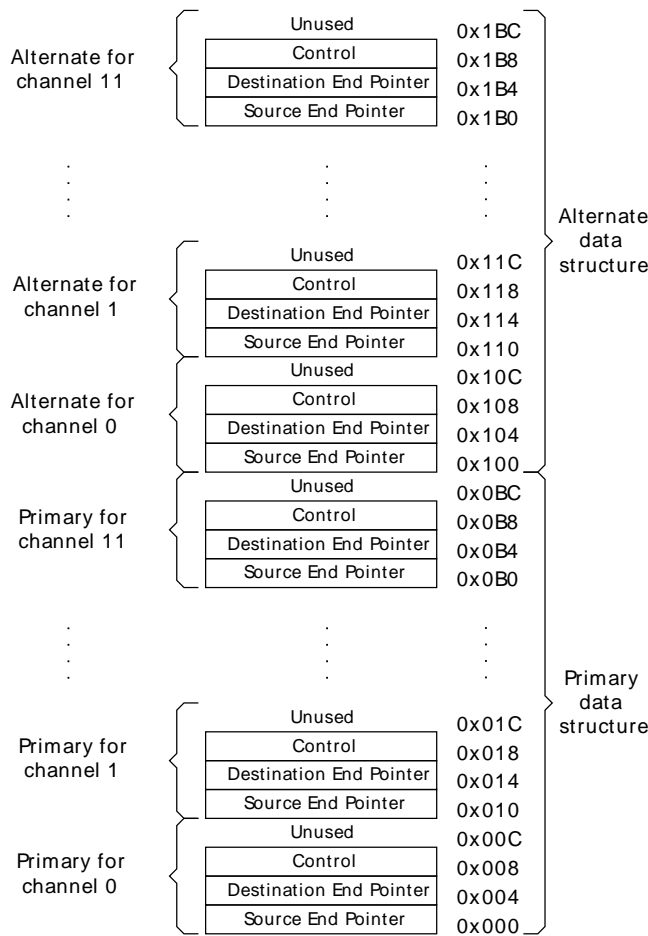 Alternate for
channel 11
Unused
0x1BC
Control
0x1B8
Destination End Pointer
0x1B4
Source End Pointer
0x1B0
Alternate
data
structure
Alternate for
channel 1
Unused
0x11C
Control
0x118
Destination End Pointer
0x114
Source End Pointer
0x110
Alternate for
channel 0
Unused
0x10C
Control
0x108
Destination End Pointer
0x104
Source End Pointer
0x100
Primary for
channel 11
Unused
0x0BC
Control
0x0B8
Destination End Pointer
0x0B4
Source End Pointer
0x0B0
Primary
data
structure
Primary for
channel 1
Unused
0x01C
Control
0x018
Destination End Pointer
0x014
Source End Pointer
0x010
Primary for
channel 0
Unused
0x00C
Control
0x008
Destination End Pointer
0x004
Source End Pointer
0x000